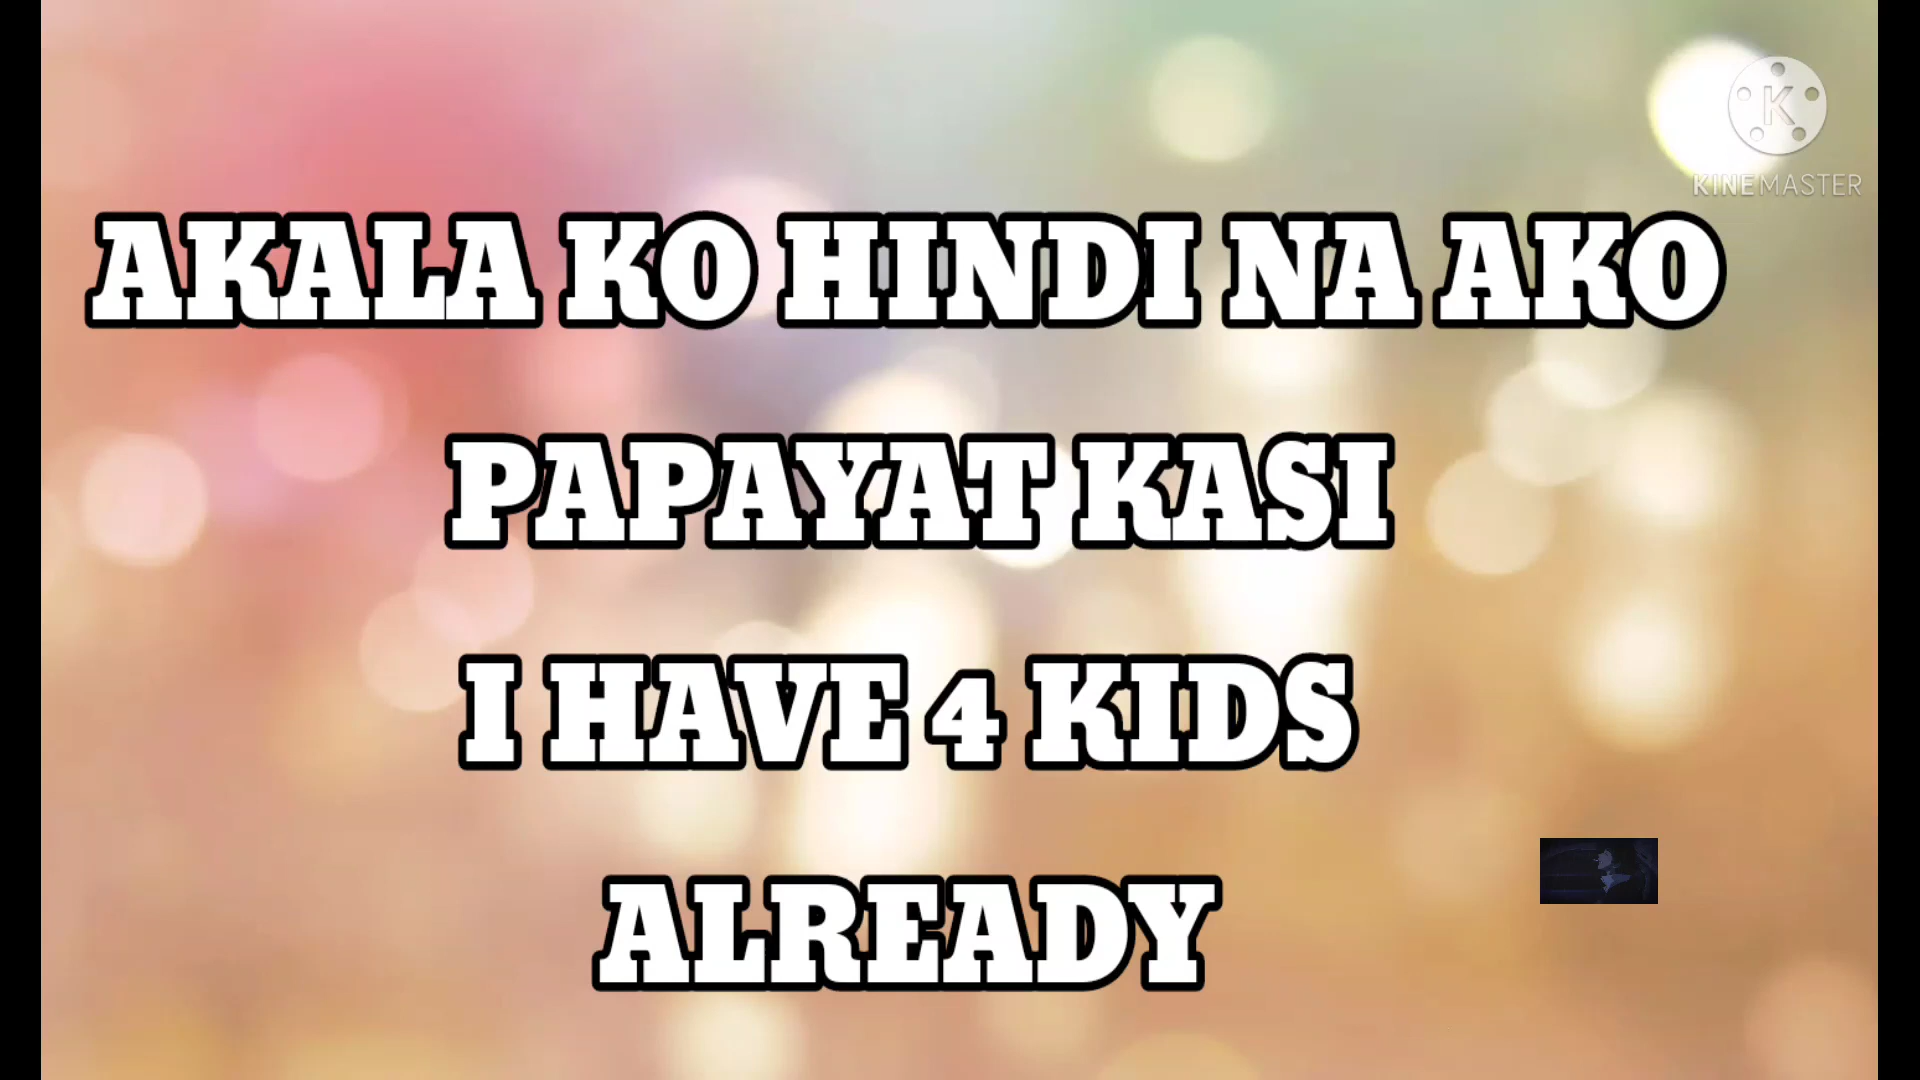 KINEMASTER
AKALA KO HINDI NA AKO
PAPAYAT KASI
I HAVE 4 KIDS
ALREADY